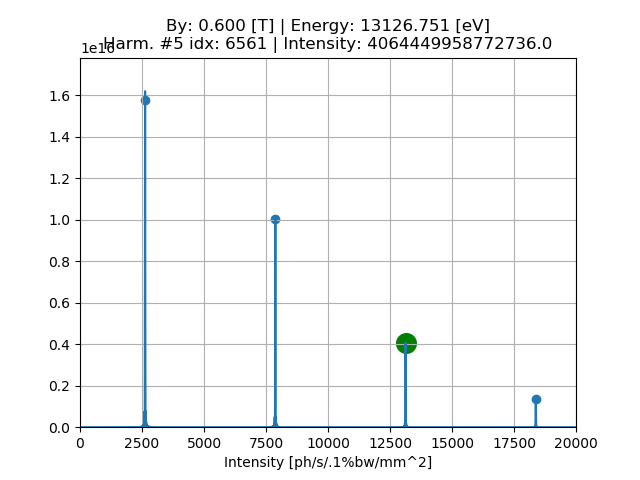 By: 0.600 [T] | Energy: 13126.751 [eV]
Harm. #5 idx: 6561 | Intensity: 4064449958772736.0
1e16
1.6
1.4
1.2
1.0
0.8
0.6
0.4
0.2
0.0
0 2500 5000 7500 10000 12500 15000 17500 20000
Intensity [ph/s/.1%bw/mm^2]